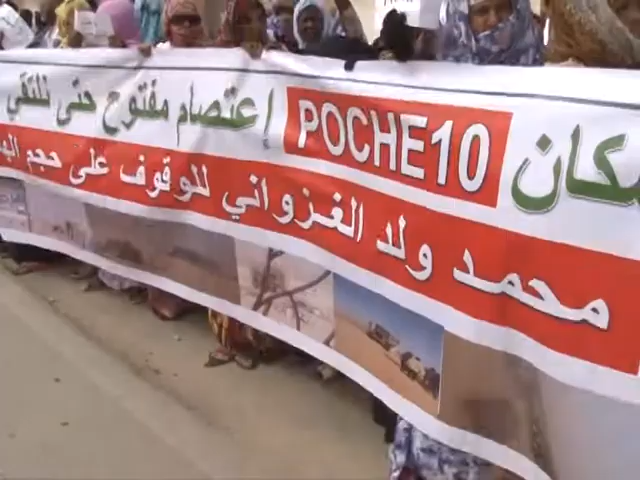 سكان POCHE10 إعتصام مفتوح حتى نلتقي
محمد ولد الغزواني للوقوف على حجم